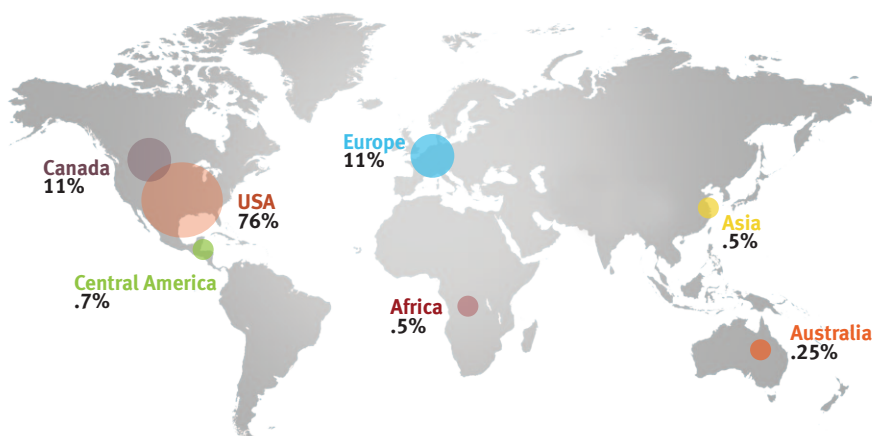 Canada
11%
USA
76%
Central America
.7%
Europe
11%
Africa
.5%
Asia
.5%
Australia
.25%